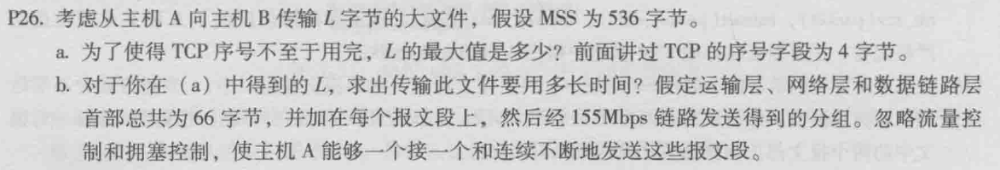 P26. 考虑从主机 A 向主机 B 传输 L 字节的大文件，假设 MSS 为 536 字节。
a. 为了使得 TCP 序号不至于用完，L 的最大值是多少？前面讲过 TCP 的序号字段为 4 字节。
b. 对于你在（a）中得到的 L，求出传输此文件要用多长时间？假定运输层、网络层和数据链路层
首部总共为 66 字节，并加在每个报文段上，然后经 155Mbps 链路发送得到的分组。忽略流量控
制和拥塞控制，使主机 A 能够一个接一个和连续不断地发送这些报文段。